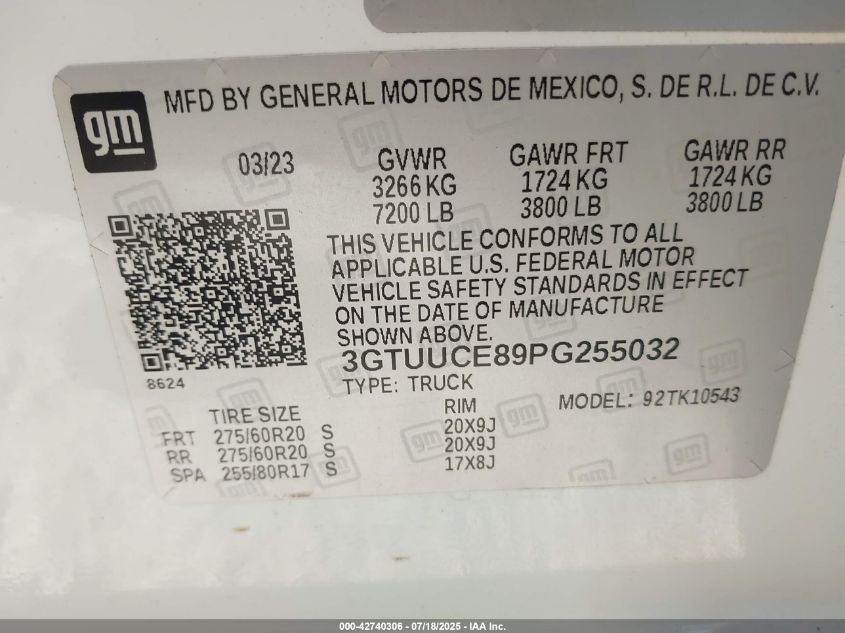 gm
MFD BY GENERAL MOTORS DE MEXICO, S. DE R.L. DE C.V.
03/23 GVWR GAWR FRT GAWR RR
3266 KG 1724 KG 1724 KG
7200 LB 3800 LB 3800 LB
THIS VEHICLE CONFORMS TO ALL
APPLICABLE U.S. FEDERAL MOTOR
VEHICLE SAFETY STANDARDS IN EFFECT
ON THE DATE OF MANUFACTURE
SHOWN ABOVE.
3GTUUCE89PG255032
8624
TYPE: TRUCK
MODEL: 92TK10543
TIRE SIZE RIM
FRT 275/60R20 S 20X9J
RR 275/60R20 S 20X9J
SPA 255/80R17 S 17X8J
000-42740306 - 07/18/2025 - IAA Inc.